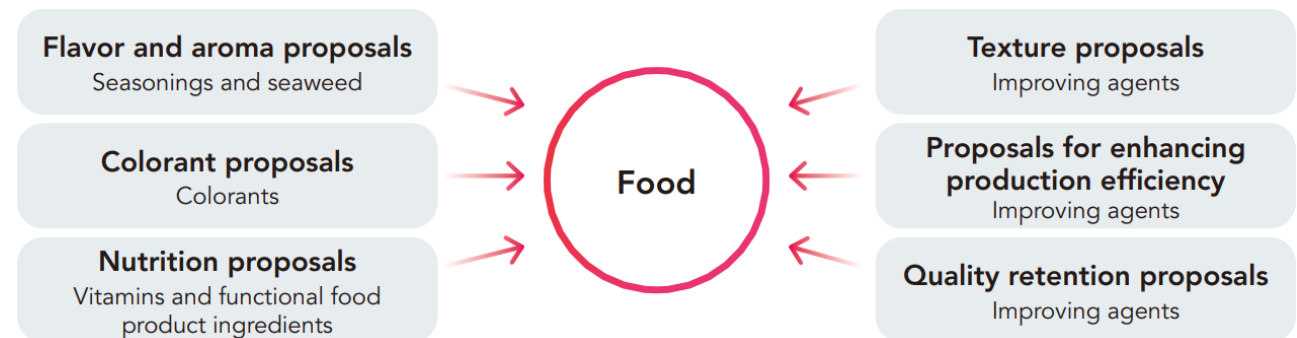 Flavor and aroma proposals
Seasonings and seaweed
Colorant proposals
Colorants
Nutrition proposals
Vitamins and functional food
product ingredients
Food
Texture proposals
Improving agents
Proposals for enhancing
production efficiency
Improving agents
Quality retention proposals
Improving agents